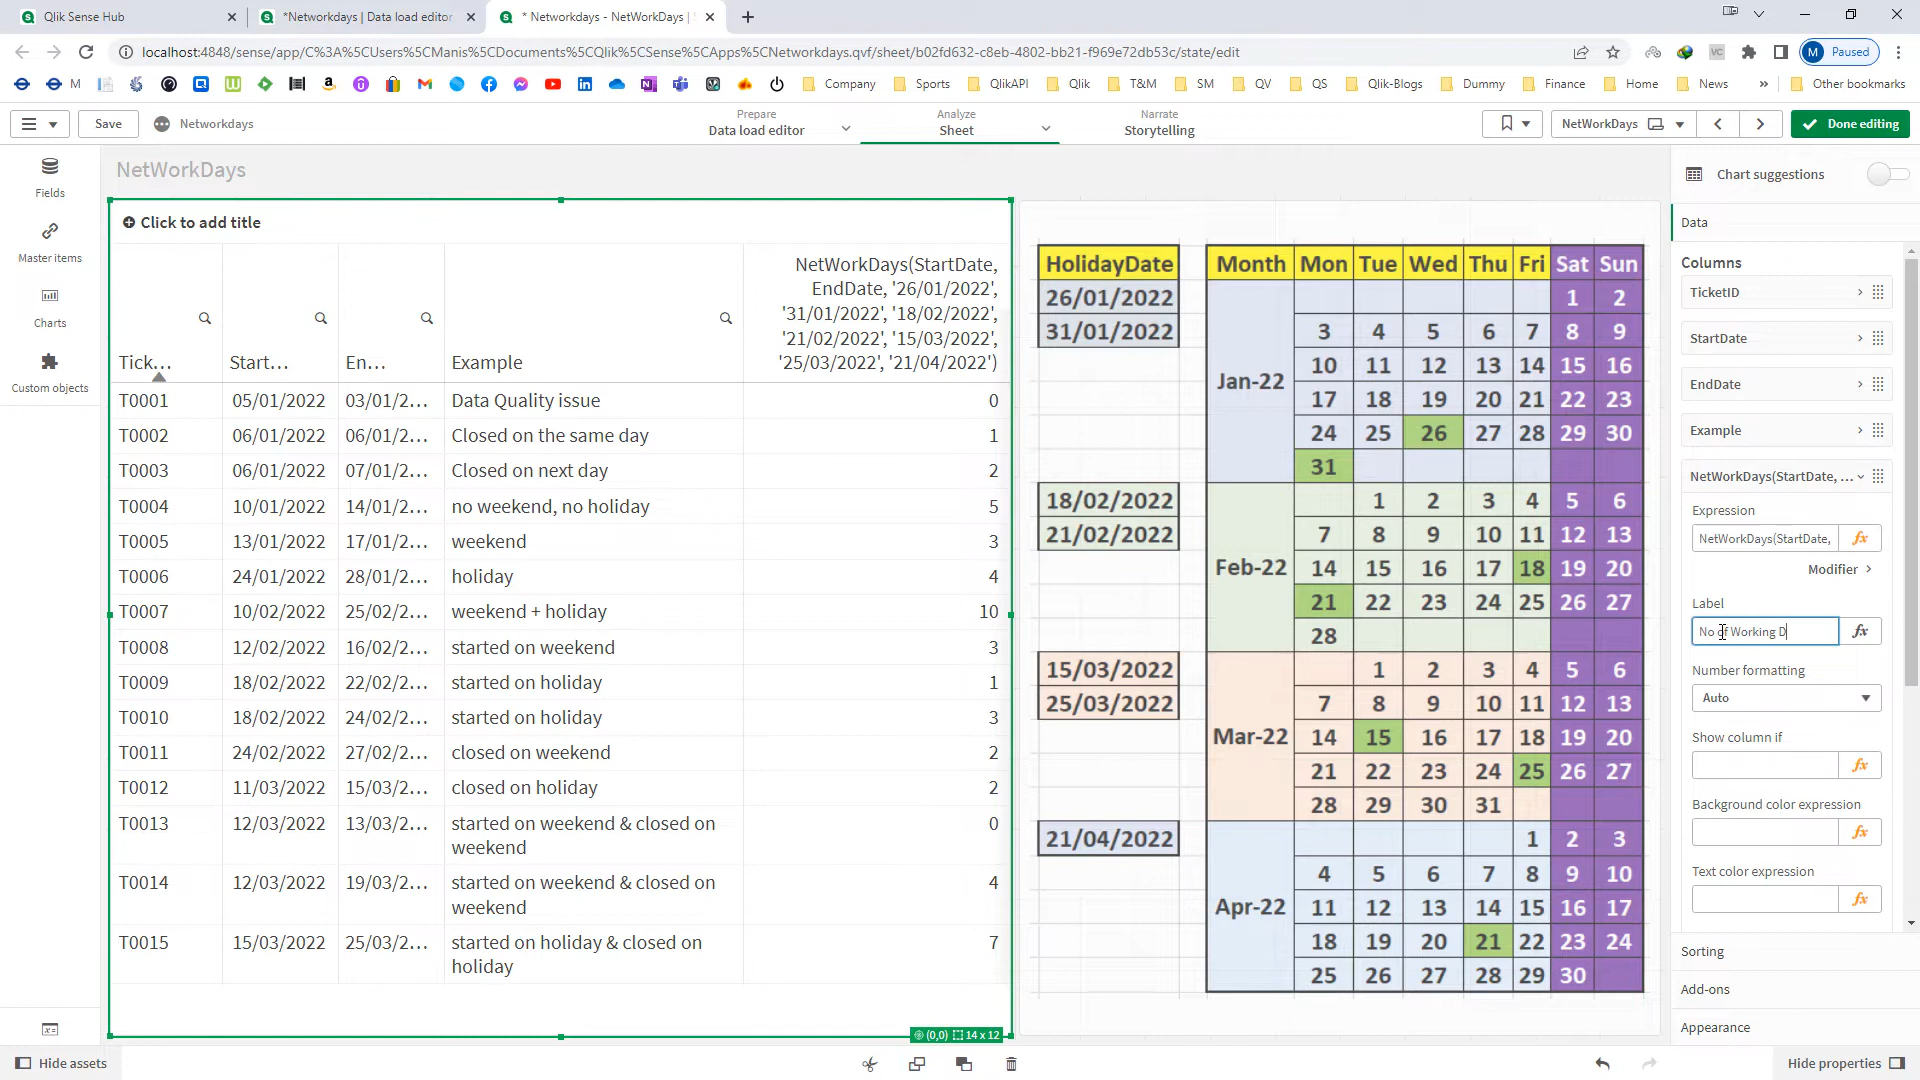 Qlik Sense Hub
*Networkdays | Data load editor
* Networkdays - NetWorkDays |
localhost:4848/sense/app/C%3A%5CUsers%5CManis%5CDocuments%5CQlik%5CSense%5CApps%5CNetworkdays.qvf/sheet/b02fd632-c8eb-4802-bb21-f969e72db53c/state/edit
VC
M Paused
M
Company
Sports
QlikAPI
Qlik
T&M
SM
QV
QS
Qlik-Blogs
Dummy
Finance
Home
News
»
Other bookmarks
Save
Networkdays
Prepare
Data load editor
Analyze
Sheet
Narrate
Storytelling
NetWorkDays
Done editing
Fields
Master items
Charts
Custom objects
NetWorkDays
Click to add title
NetWorkDays(StartDate,
EndDate, '26/01/2022',
'31/01/2022', '18/02/2022',
'21/02/2022', '15/03/2022',
Tick... Start... En... Example '25/03/2022', '21/04/2022')
T0001 05/01/2022 03/01/2... Data Quality issue 0
T0002 06/01/2022 06/01/2... Closed on the same day 1
T0003 06/01/2022 07/01/2... Closed on next day 2
T0004 10/01/2022 14/01/2... no weekend, no holiday 5
T0005 13/01/2022 17/01/2... weekend 3
T0006 24/01/2022 28/01/2... holiday 4
T0007 10/02/2022 25/02/2... weekend + holiday 10
T0008 12/02/2022 16/02/2... started on weekend 3
T0009 18/02/2022 22/02/2... started on holiday 1
T0010 18/02/2022 24/02/2... started on holiday 3
T0011 24/02/2022 27/02/2... closed on weekend 2
T0012 11/03/2022 15/03/2... closed on holiday 2
T0013 12/03/2022 13/03/2... started on weekend & closed on 0
weekend
T0014 12/03/2022 19/03/2... started on weekend & closed on 4
weekend
T0015 15/03/2022 25/03/2... started on holiday & closed on 7
holiday
(0,0) 14 x 12
HolidayDate
26/01/2022
31/01/2022
18/02/2022
21/02/2022
15/03/2022
25/03/2022
21/04/2022
Month Mon Tue Wed Thu Fri Sat Sun
Jan-22
1 2
3 4 5 6 7 8 9
10 11 12 13 14 15 16
17 18 19 20 21 22 23
24 25 26 27 28 29 30
31
Feb-22
1 2 3 4 5 6
7 8 9 10 11 12 13
14 15 16 17 18 19 20
21 22 23 24 25 26 27
28
Mar-22
1 2 3 4 5 6
7 8 9 10 11 12 13
14 15 16 17 18 19 20
21 22 23 24 25 26 27
28 29 30 31
Apr-22
1 2 3
4 5 6 7 8 9 10
11 12 13 14 15 16 17
18 19 20 21 22 23 24
25 26 27 28 29 30
Chart suggestions
Data
Columns
TicketID
StartDate
EndDate
Example
NetWorkDays(StartDate, ...
Expression
NetWorkDays(StartDate,
fx
Modifier
Label
No of Working D
fx
Number formatting
Auto
Show column if
fx
Background color expression
fx
Text color expression
fx
Sorting
Add-ons
Appearance
Hide assets
Hide properties